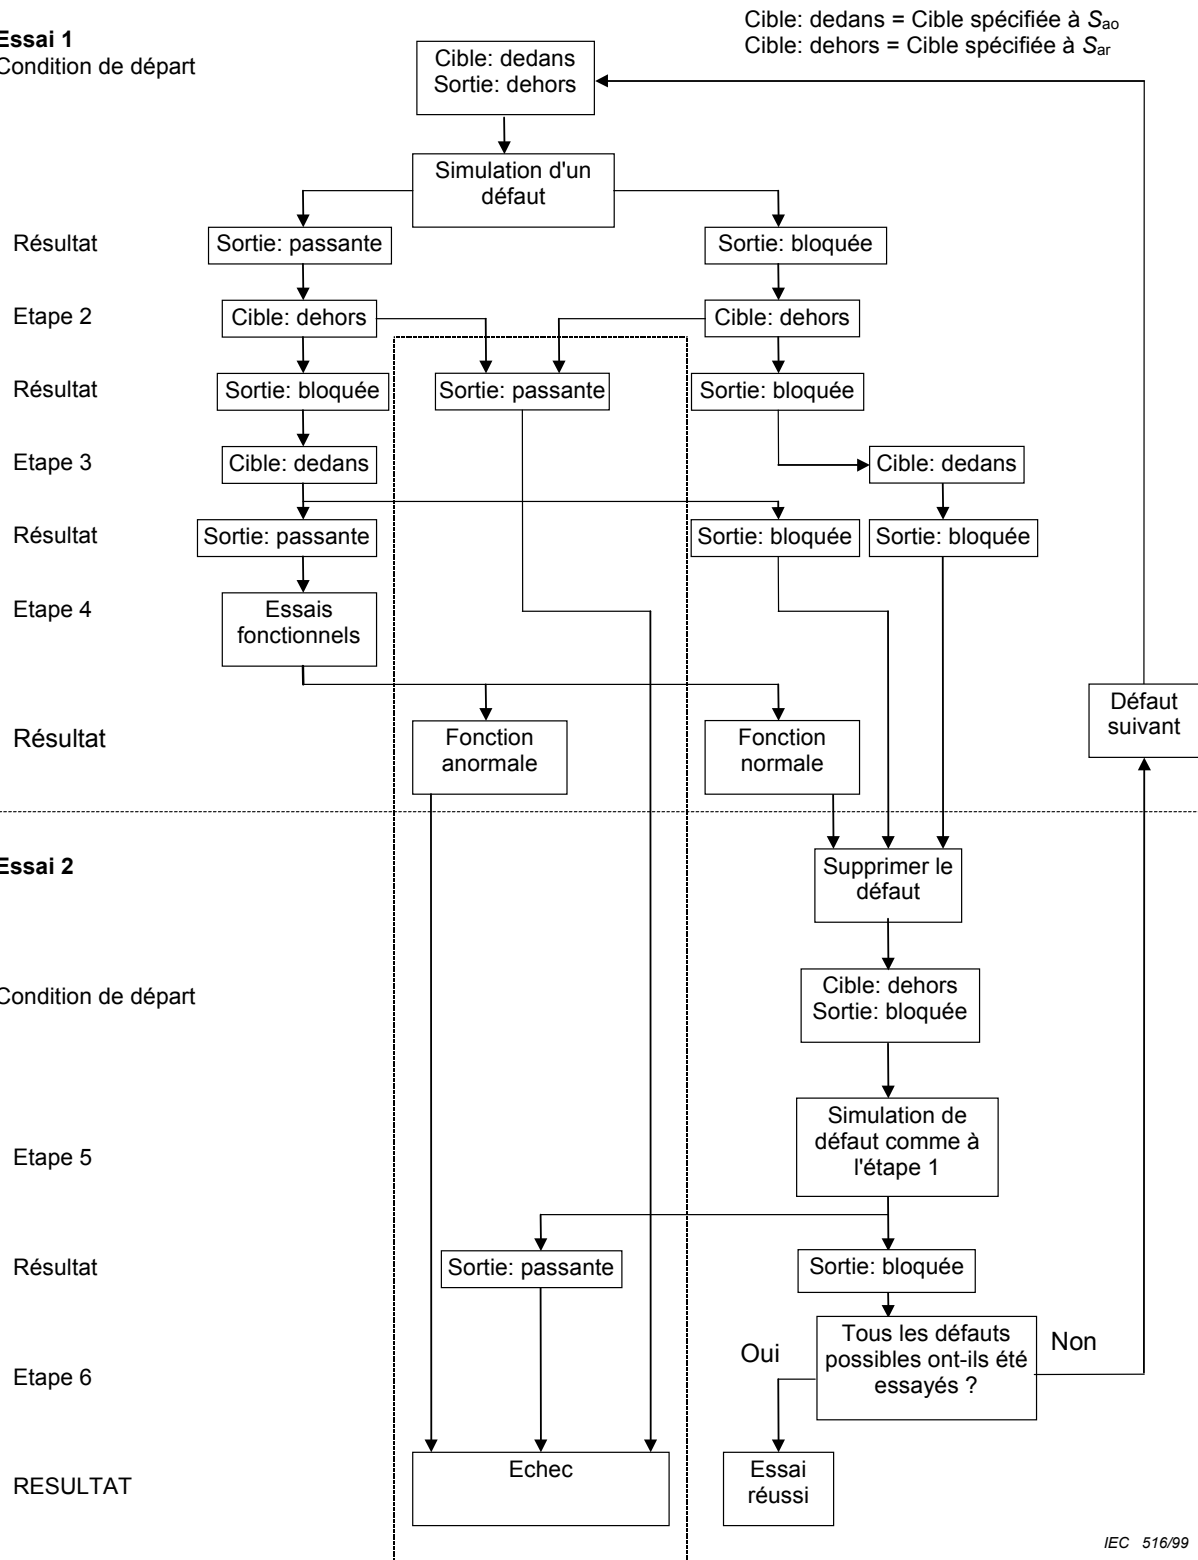 Essai 1
Condition de départ
Cible: dedans = Cible spécifiée à Sao
Cible: dehors = Cible spécifiée à Sar
Cible: dedans
Sortie: dehors
Simulation d'un
défaut
Résultat
Sortie: passante
Sortie: bloquée
Etape 2
Cible: dehors
Cible: dehors
Résultat
Sortie: bloquée
Sortie: passante
Sortie: bloquée
Etape 3
Cible: dedans
Cible: dedans
Résultat
Sortie: passante
Sortie: bloquée
Sortie: bloquée
Etape 4
Essais
fonctionnels
Résultat
Fonction
anormale
Fonction
normale
Défaut
suivant
Essai 2
Supprimer le
défaut
Condition de départ
Cible: dehors
Sortie: bloquée
Etape 5
Simulation de
défaut comme à
l'étape 1
Résultat
Sortie: passante
Sortie: bloquée
Etape 6
Oui
Tous les défauts
possibles ont-ils été
essayés ?
Non
RESULTAT
Echec
Essai
réussi
IEC 516/99